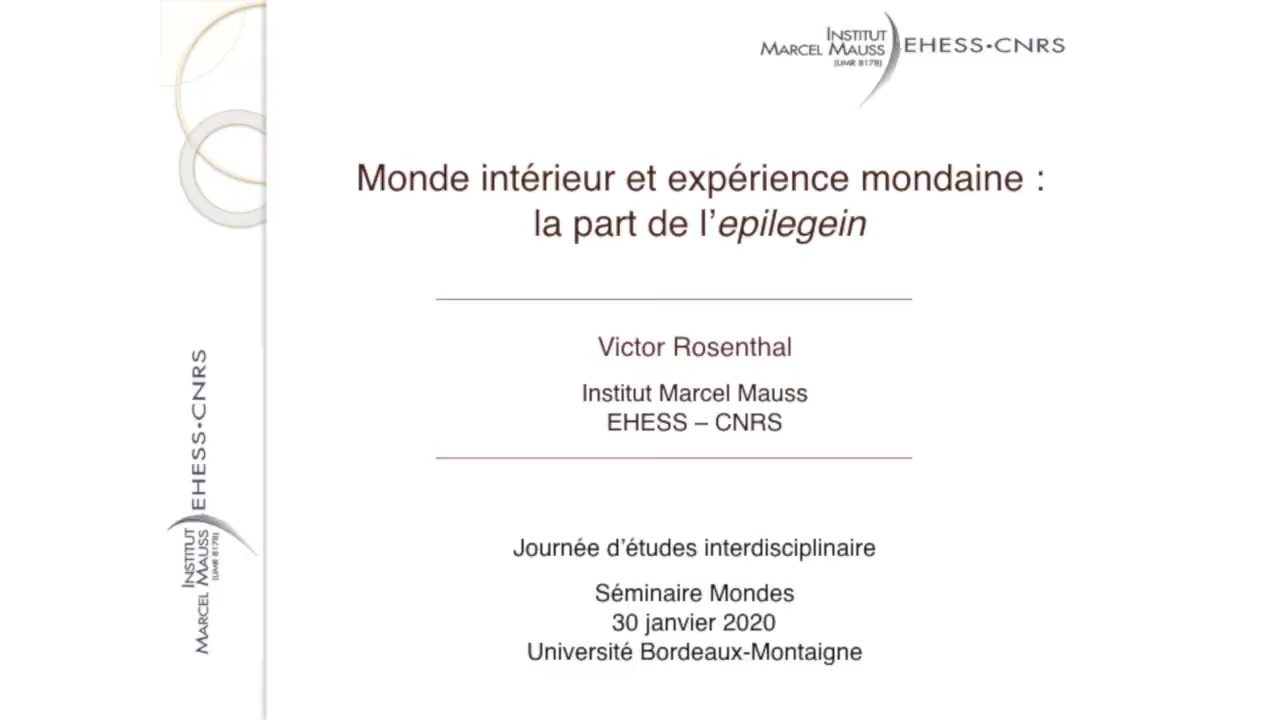 INSTITUT
MARCEL MAUSS
(UMR 8178)
EHESS•CNRS
Monde intérieur et expérience mondaine :
la part de l’epilegein
Victor Rosenthal
Institut Marcel Mauss
EHESS – CNRS
Journée d’études interdisciplinaire
Séminaire Mondes
30 janvier 2020
Université Bordeaux-Montaigne
INSTITUT
MARCEL MAUSS
(UMR 8178)
EHESS•CNRS